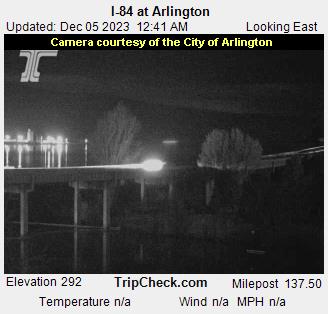 I-84 at Arlington
Updated: Dec 05 2023 12:41 AM Looking East
Camera courtesy of the City of Arlington
Elevation 292 TripCheck.com Milepost 137.50
Temperature n/a Wind n/a MPH n/a